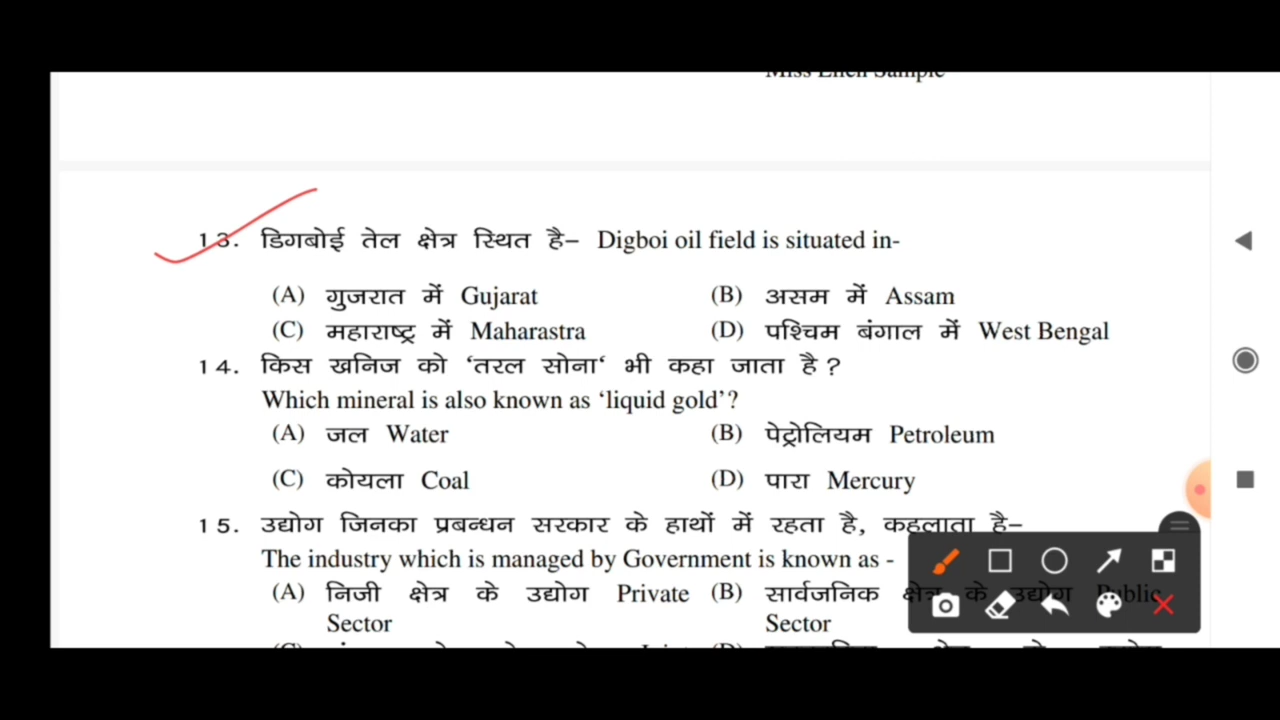 13. डिगबोई तेल क्षेत्र स्थित है– Digboi oil field is situated in-
(A) गुजरात में Gujarat (B) असम में Assam
(C) महाराष्ट्र में Maharastra (D) पश्चिम बंगाल में West Bengal
14. किस खनिज को ‘तरल सोना‘ भी कहा जाता है ?
Which mineral is also known as ‘liquid gold’?
(A) जल Water (B) पेट्रोलियम Petroleum
(C) कोयला Coal (D) पारा Mercury
15. उद्योग जिनका प्रबन्धन सरकार के हाथों में रहता है, कहलाता है–
The industry which is managed by Government is known as -
(A) निजी क्षेत्र के उद्योग Private (B) सार्वजनिक क्षेत्र के उद्योग Public
Sector Sector